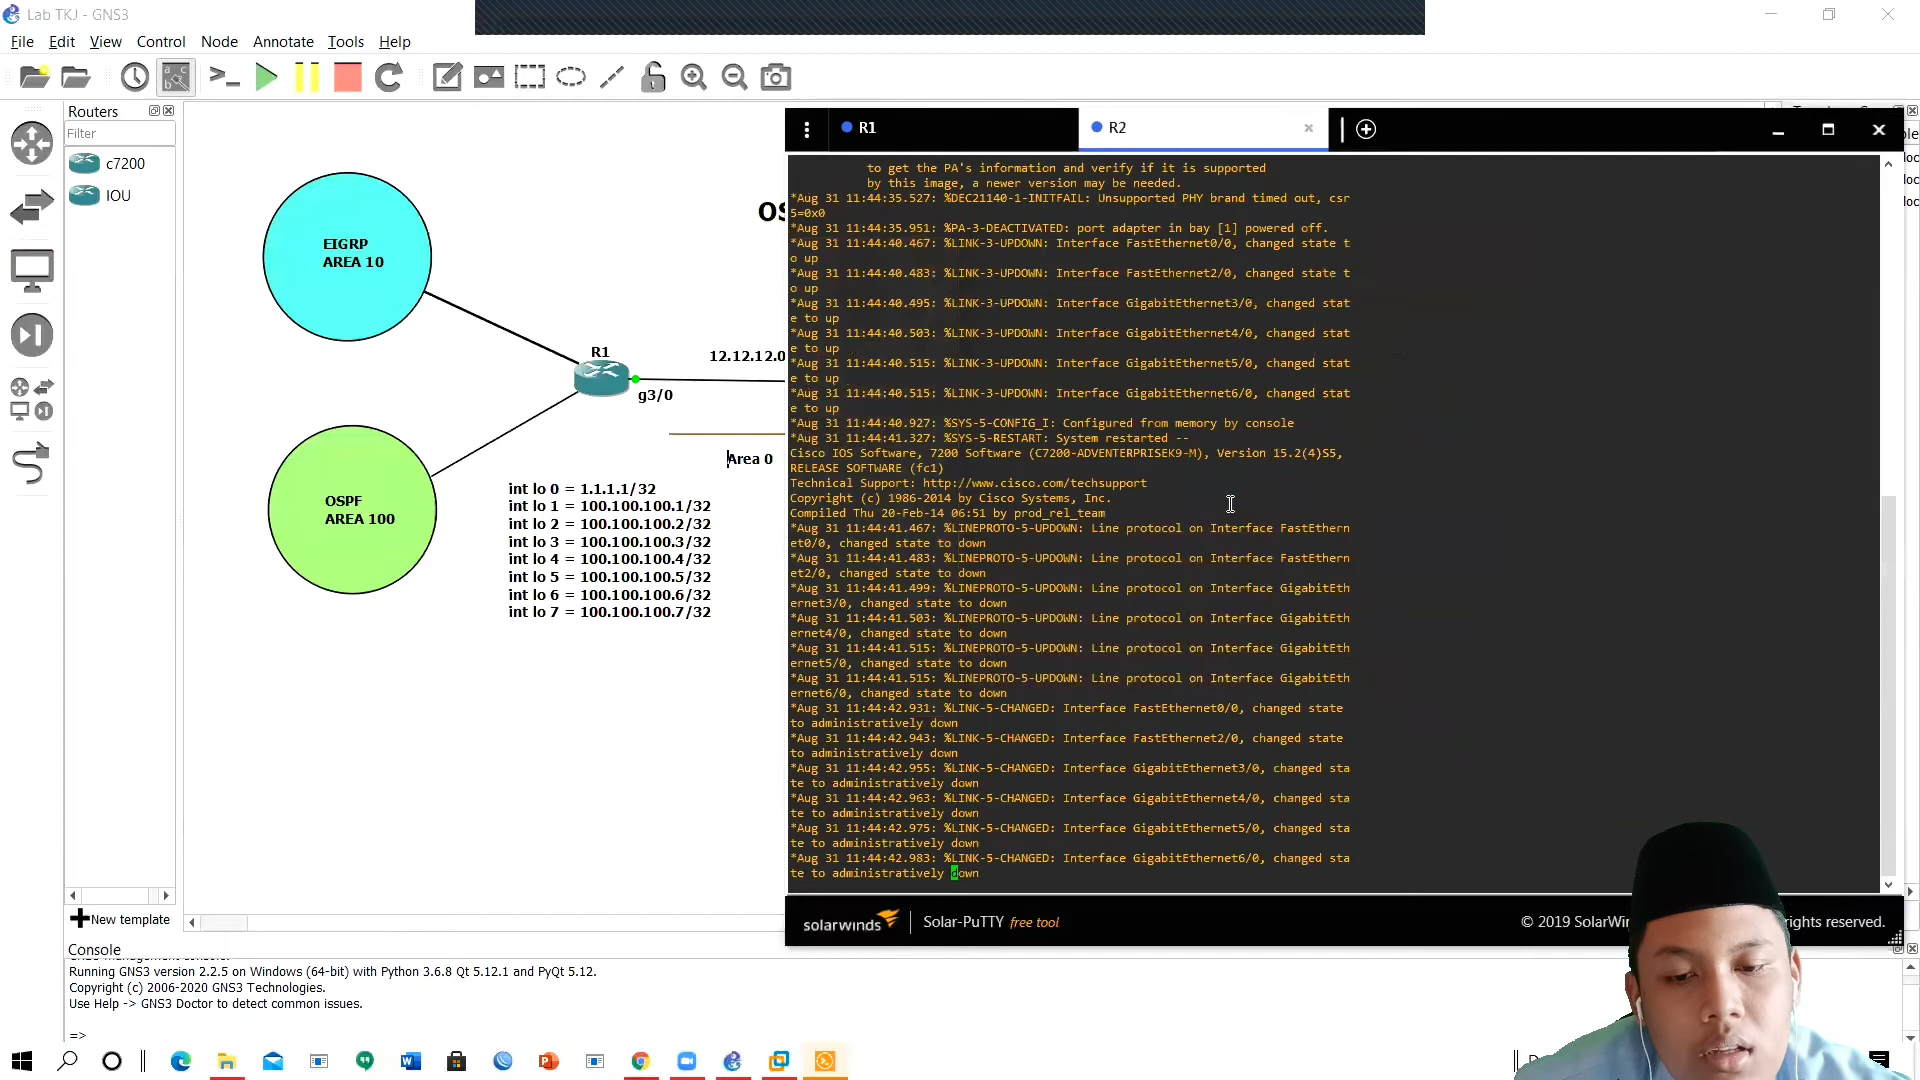 Lab TKJ - GNS3
File Edit View Control Node Annotate Tools Help
Routers
Filter
c7200
IOU
New template
EIGRP
AREA 10
OSPF
AREA 100
R1
g3/0
12.12.12.0
OS
Area 0
int lo 0 = 1.1.1.1/32
int lo 1 = 100.100.100.1/32
int lo 2 = 100.100.100.2/32
int lo 3 = 100.100.100.3/32
int lo 4 = 100.100.100.4/32
int lo 5 = 100.100.100.5/32
int lo 6 = 100.100.100.6/32
int lo 7 = 100.100.100.7/32
R1
R2
to get the PA's information and verify if it is supported
by this image, a newer version may be needed.
*Aug 31 11:44:35.527: %DEC21140-1-INITFAIL: Unsupported PHY brand timed out, csr
5=0x0
*Aug 31 11:44:35.951: %PA-3-DEACTIVATED: port adapter in bay [1] powered off.
*Aug 31 11:44:40.467: %LINK-3-UPDOWN: Interface FastEthernet0/0, changed state t
o up
*Aug 31 11:44:40.483: %LINK-3-UPDOWN: Interface FastEthernet2/0, changed state t
o up
*Aug 31 11:44:40.495: %LINK-3-UPDOWN: Interface GigabitEthernet3/0, changed stat
e to up
*Aug 31 11:44:40.503: %LINK-3-UPDOWN: Interface GigabitEthernet4/0, changed stat
e to up
*Aug 31 11:44:40.515: %LINK-3-UPDOWN: Interface GigabitEthernet5/0, changed stat
e to up
*Aug 31 11:44:40.515: %LINK-3-UPDOWN: Interface GigabitEthernet6/0, changed stat
e to up
*Aug 31 11:44:40.927: %SYS-5-CONFIG_I: Configured from memory by console
*Aug 31 11:44:41.327: %SYS-5-RESTART: System restarted --
Cisco IOS Software, 7200 Software (C7200-ADVENTERPRISEK9-M), Version 15.2(4)S5,
RELEASE SOFTWARE (fc1)
Technical Support: http://www.cisco.com/techsupport
Copyright (c) 1986-2014 by Cisco Systems, Inc.
Compiled Thu 20-Feb-14 06:51 by prod_rel_team
*Aug 31 11:44:41.467: %LINEPROTO-5-UPDOWN: Line protocol on Interface FastEthern
et0/0, changed state to down
*Aug 31 11:44:41.483: %LINEPROTO-5-UPDOWN: Line protocol on Interface FastEthern
et2/0, changed state to down
*Aug 31 11:44:41.499: %LINEPROTO-5-UPDOWN: Line protocol on Interface GigabitEth
ernet3/0, changed state to down
*Aug 31 11:44:41.503: %LINEPROTO-5-UPDOWN: Line protocol on Interface GigabitEth
ernet4/0, changed state to down
*Aug 31 11:44:41.515: %LINEPROTO-5-UPDOWN: Line protocol on Interface GigabitEth
ernet5/0, changed state to down
*Aug 31 11:44:41.515: %LINEPROTO-5-UPDOWN: Line protocol on Interface GigabitEth
ernet6/0, changed state to down
*Aug 31 11:44:42.931: %LINK-5-CHANGED: Interface FastEthernet0/0, changed state
to administratively down
*Aug 31 11:44:42.943: %LINK-5-CHANGED: Interface FastEthernet2/0, changed state
to administratively down
*Aug 31 11:44:42.955: %LINK-5-CHANGED: Interface GigabitEthernet3/0, changed sta
te to administratively down
*Aug 31 11:44:42.963: %LINK-5-CHANGED: Interface GigabitEthernet4/0, changed sta
te to administratively down
*Aug 31 11:44:42.975: %LINK-5-CHANGED: Interface GigabitEthernet5/0, changed sta
te to administratively down
*Aug 31 11:44:42.983: %LINK-5-CHANGED: Interface GigabitEthernet6/0, changed sta
te to administratively down
solarwinds Solar-PuTTY free tool
© 2019 SolarWin rights reserved.
Console
Running GNS3 version 2.2.5 on Windows (64-bit) with Python 3.6.8 Qt 5.12.1 and PyQt 5.12.
Copyright (c) 2006-2020 GNS3 Technologies.
Use Help -> GNS3 Doctor to detect common issues.
=>